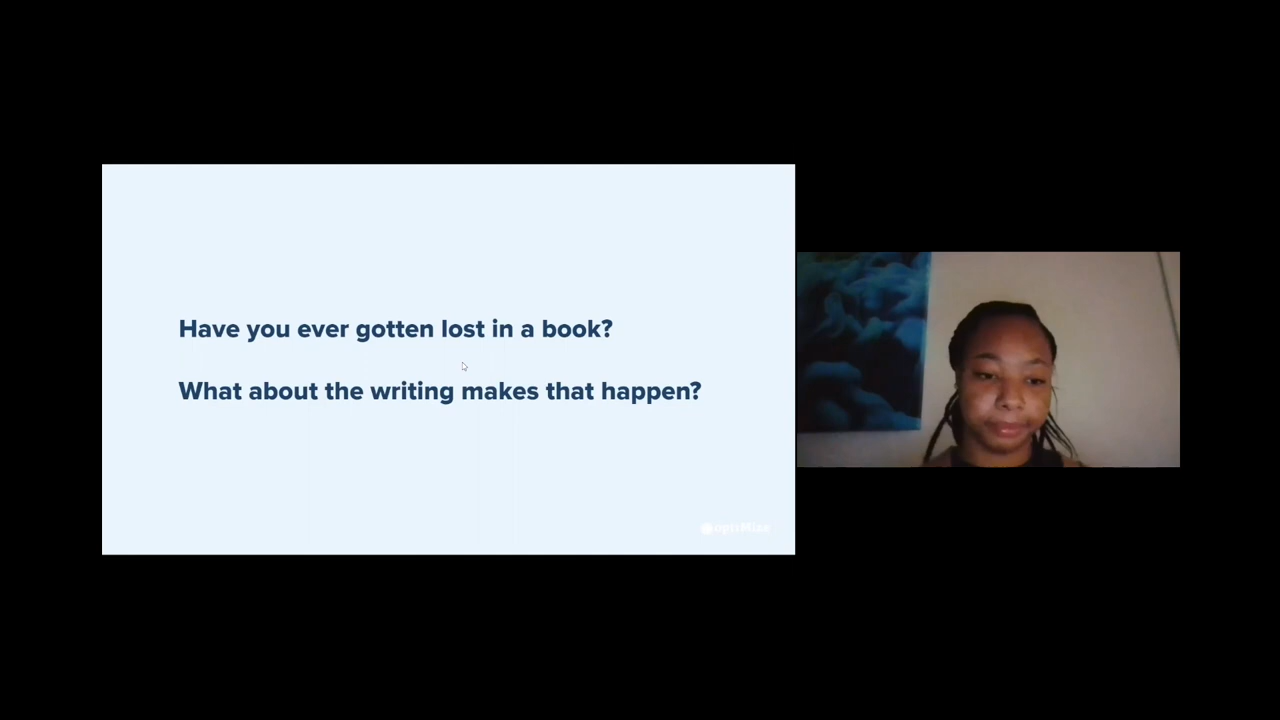 Have you ever gotten lost in a book?
What about the writing makes that happen?